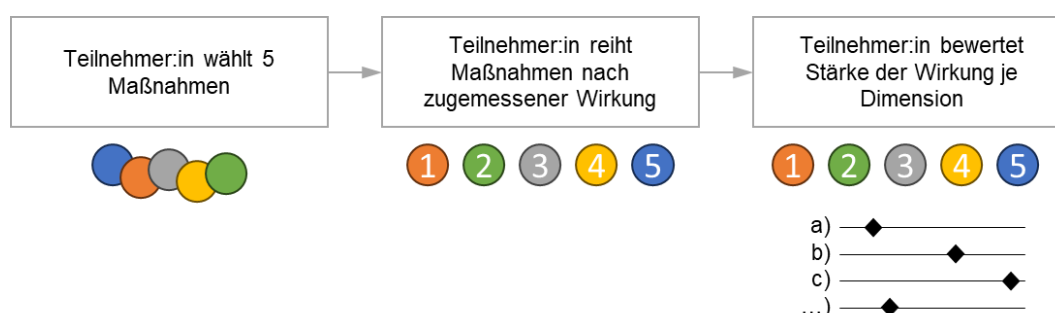 Teilnehmer:in wählt 5
Maßnahmen
Teilnehmer:in reiht
Maßnahmen nach
zugemessener Wirkung
Teilnehmer:in bewertet
Stärke der Wirkung je
Dimension
1 2 3 4 5
1 2 3 4 5
a)
b)
c)
...)